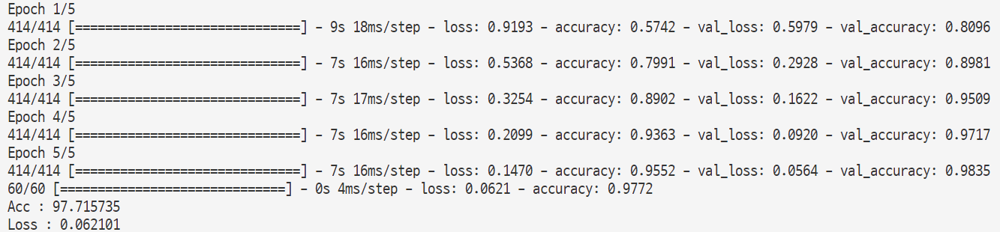 Epoch 1/5
414/414 [==============================] – 9s 18ms/step – loss: 0.9193 – accuracy: 0.5742 – val_loss: 0.5979 – val_accuracy: 0.8096
Epoch 2/5
414/414 [==============================] – 7s 16ms/step – loss: 0.5368 – accuracy: 0.7991 – val_loss: 0.2928 – val_accuracy: 0.8981
Epoch 3/5
414/414 [==============================] – 7s 17ms/step – loss: 0.3254 – accuracy: 0.8902 – val_loss: 0.1622 – val_accuracy: 0.9509
Epoch 4/5
414/414 [==============================] – 7s 16ms/step – loss: 0.2099 – accuracy: 0.9363 – val_loss: 0.0920 – val_accuracy: 0.9717
Epoch 5/5
414/414 [==============================] – 7s 16ms/step – loss: 0.1470 – accuracy: 0.9552 – val_loss: 0.0564 – val_accuracy: 0.9835
60/60 [==============================] – 0s 4ms/step – loss: 0.0621 – accuracy: 0.9772
Acc : 97.715735
Loss : 0.062101